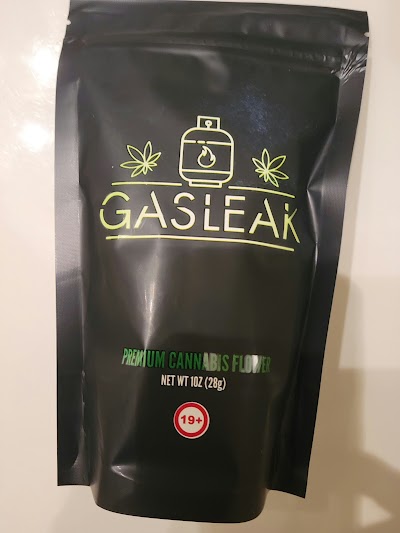 GASLEAK
PREMIUM CANNABIS FLOWER
NET WT 1OZ (28g)
19+